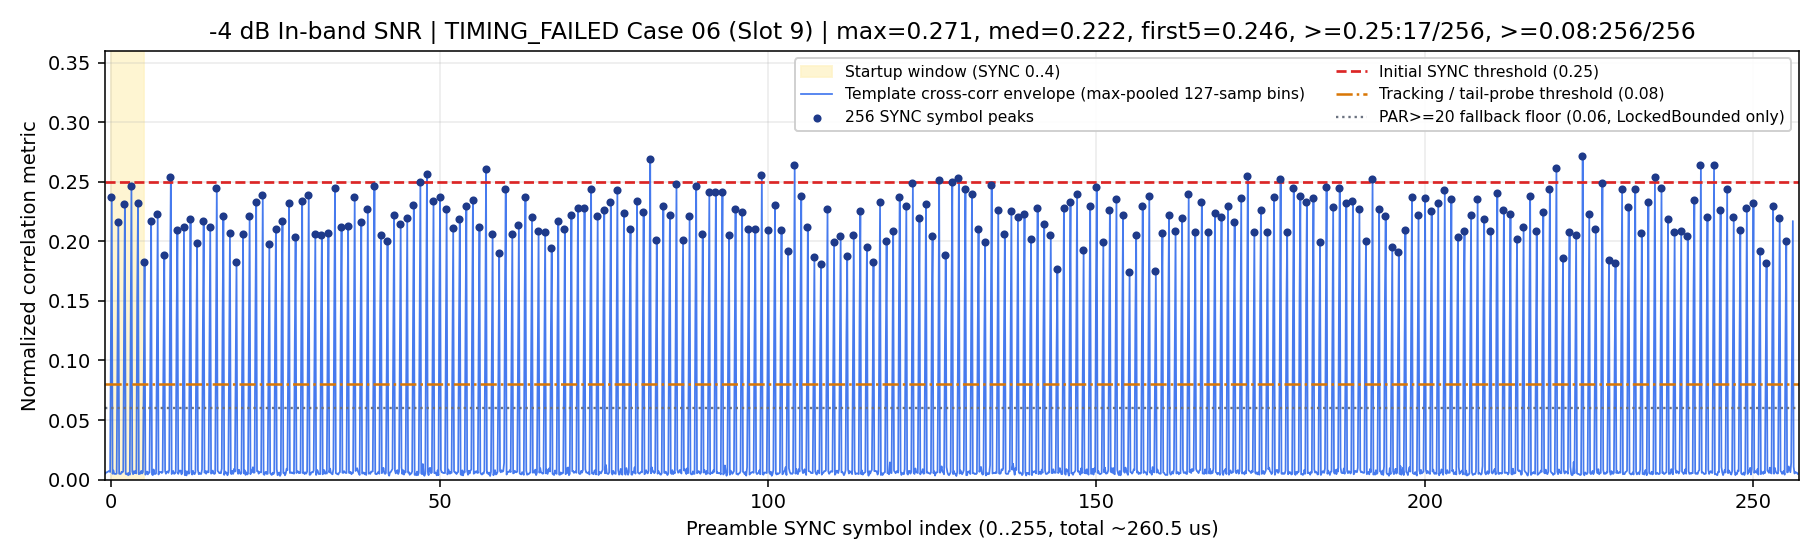 -4 dB In-band SNR | TIMING_FAILED Case 06 (Slot 9) | max=0.271, med=0.222, first5=0.246, >=0.25:17/256, >=0.08:256/256
Startup window (SYNC 0..4)
Template cross-corr envelope (max-pooled 127-samp bins)
256 SYNC symbol peaks
Initial SYNC threshold (0.25)
Tracking / tail-probe threshold (0.08)
PAR>=20 fallback floor (0.06, LockedBounded only)
Normalized correlation metric
0.35
0.30
0.25
0.20
0.15
0.10
0.05
0.00
0
50
100
150
200
250
Preamble SYNC symbol index (0..255, total ~260.5 us)